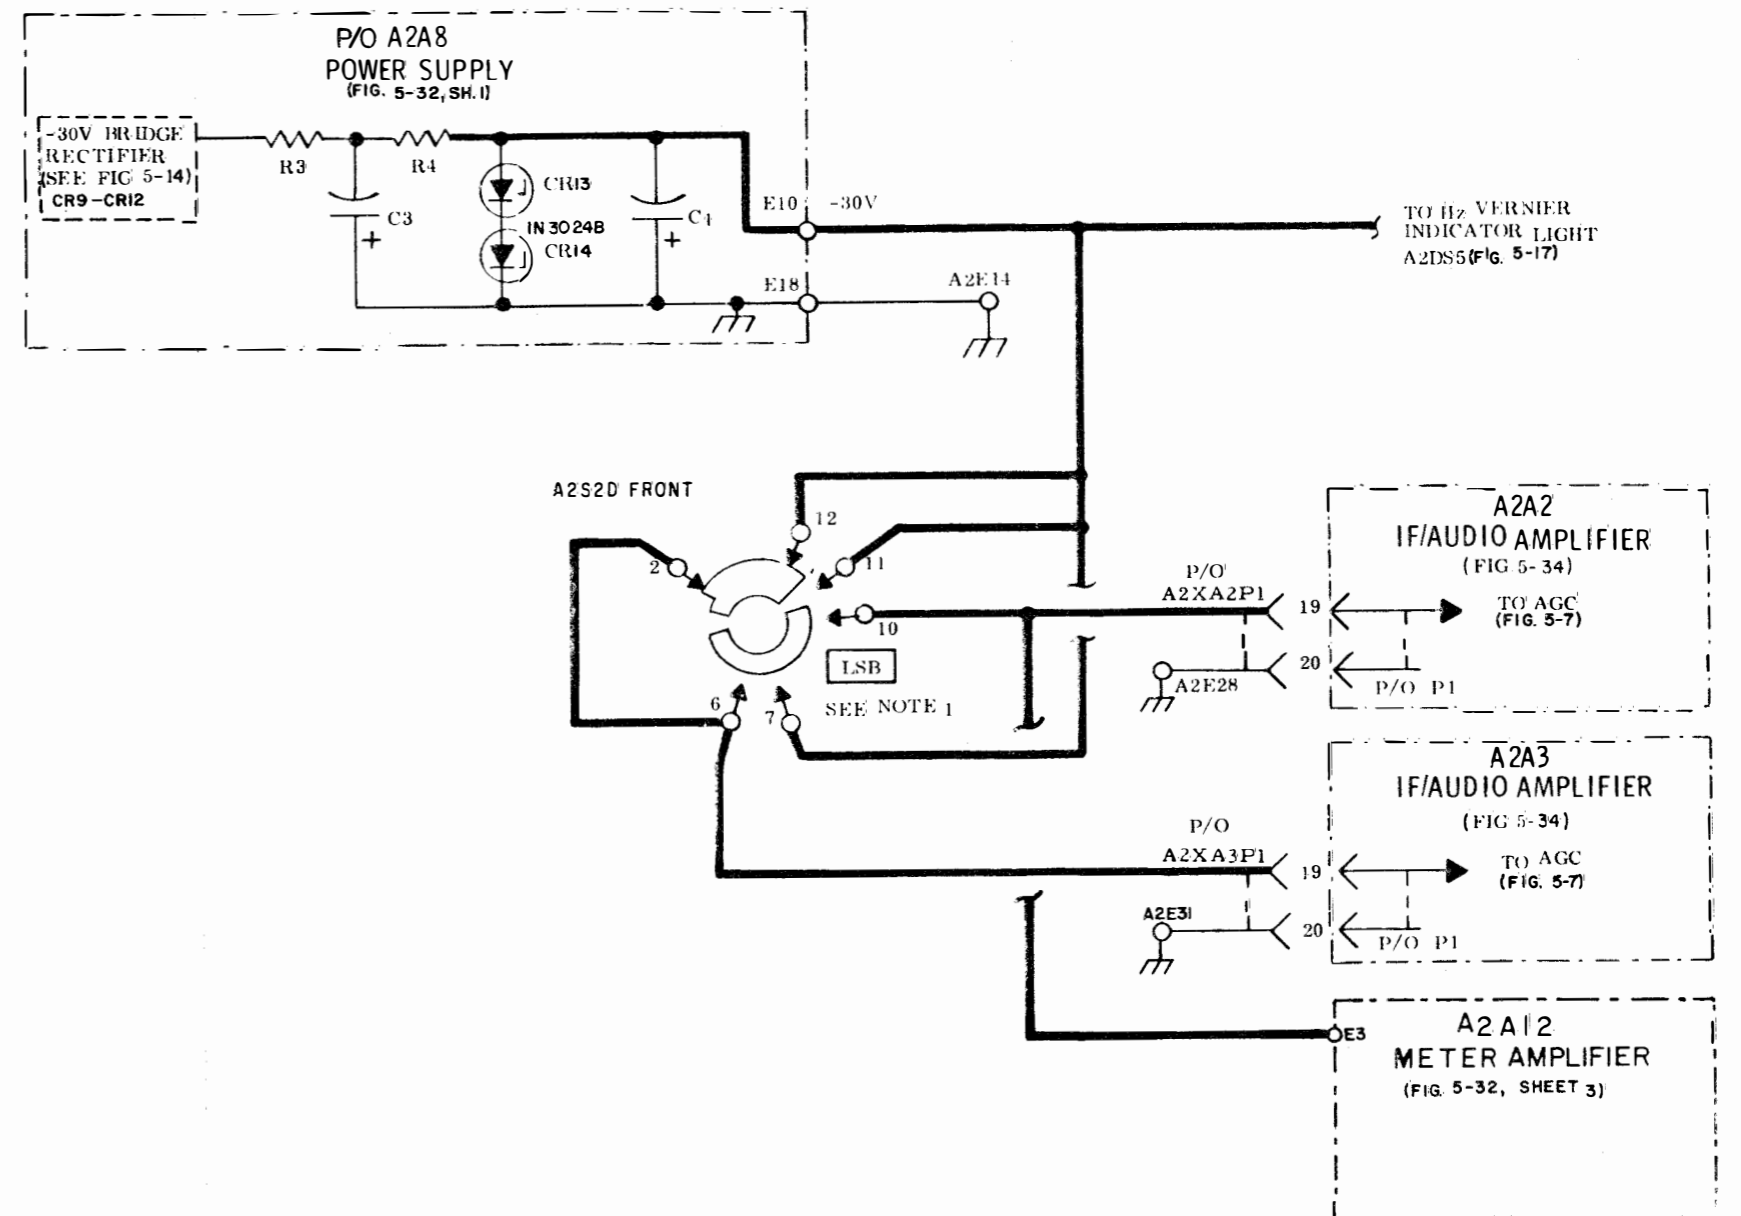 P/O A2A8
POWER SUPPLY
(FIG. 5-32, SH. 1)
-30V BRIDGE
RECTIFIER
(SEE FIG 5-14)
CR9-CR12
R3
R4
C3
+
CR13
1N3024B
CR14
C4
+
E10
-30V
E18
A2E14
TO Hz VERNIER
INDICATOR LIGHT
A2DS5 (FIG. 5-17)
A2S2D FRONT
12
2
11
10
LSB
6
7
SEE NOTE 1
P/O
A2XA2P1
19
20
A2E28
A2A2
IF/AUDIO AMPLIFIER
(FIG 5-34)
TO AGC
(FIG. 5-7)
P/O P1
P/O
A2XA3P1
19
A2E31
20
A2A3
IF/AUDIO AMPLIFIER
(FIG 5-34)
TO AGC
(FIG. 5-7)
P/O P1
E3
A2A12
METER AMPLIFIER
(FIG. 5-32, SHEET 3)